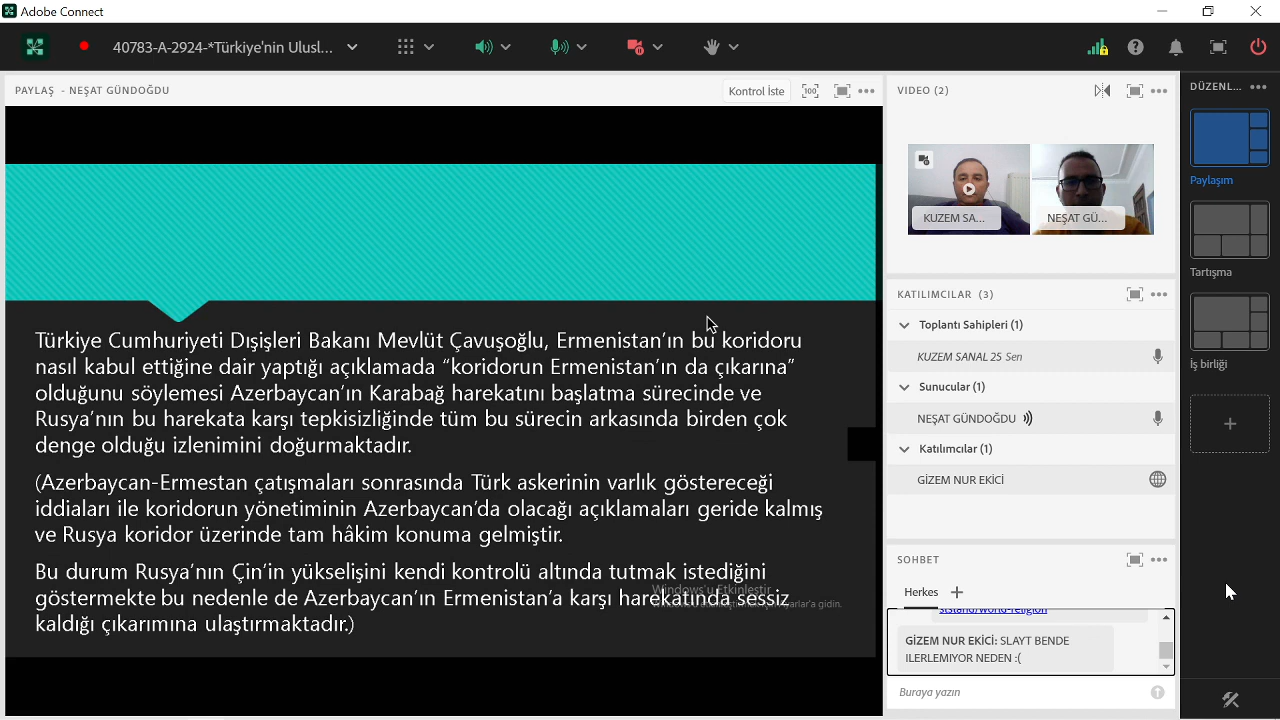 Adobe Connect
40783-A-2924-*Türkiye'nin Ulusl...
PAYLAŞ - NEŞAT GÜNDOĞDU
Kontrol İste
100
Türkiye Cumhuriyeti Dışişleri Bakanı Mevlüt Çavuşoğlu, Ermenistan’ın bu koridoru
nasıl kabul ettiğine dair yaptığı açıklamada “koridorun Ermenistan’ın da çıkarına”
olduğunu söylemesi Azerbaycan’ın Karabağ harekatını başlatma sürecinde ve
Rusya’nın bu harekata karşı tepkisizliğinde tüm bu sürecin arkasında birden çok
denge olduğu izlenimini doğurmaktadır.
(Azerbaycan-Ermestan çatışmaları sonrasında Türk askerinin varlık göstereceği
iddiaları ile koridorun yönetiminin Azerbaycan’da olacağı açıklamaları geride kalmış
ve Rusya koridor üzerinde tam hâkim konuma gelmiştir.
Bu durum Rusya’nın Çin’in yükselişini kendi kontrolü altında tutmak istediğini
göstermekte bu nedenle de Azerbaycan’ın Ermenistan’a karşı harekatında sessiz
kaldığı çıkarımına ulaştırmaktadır.)
Windows'u Etkinleştir
VIDEO (2)
KUZEM SA...
NEŞAT GÜ...
KATILIMCILAR (3)
Toplantı Sahipleri (1)
KUZEM SANAL 25 Sen
Sunucular (1)
NEŞAT GÜNDOĞDU
Katılımcılar (1)
GİZEM NUR EKİCİ
SOHBET
Herkes
GİZEM NUR EKİCİ: SLAYT BENDE
ILERLEMIYOR NEDEN :(
Buraya yazın
DÜZENL...
Paylaşım
Tartışma
İş birliği